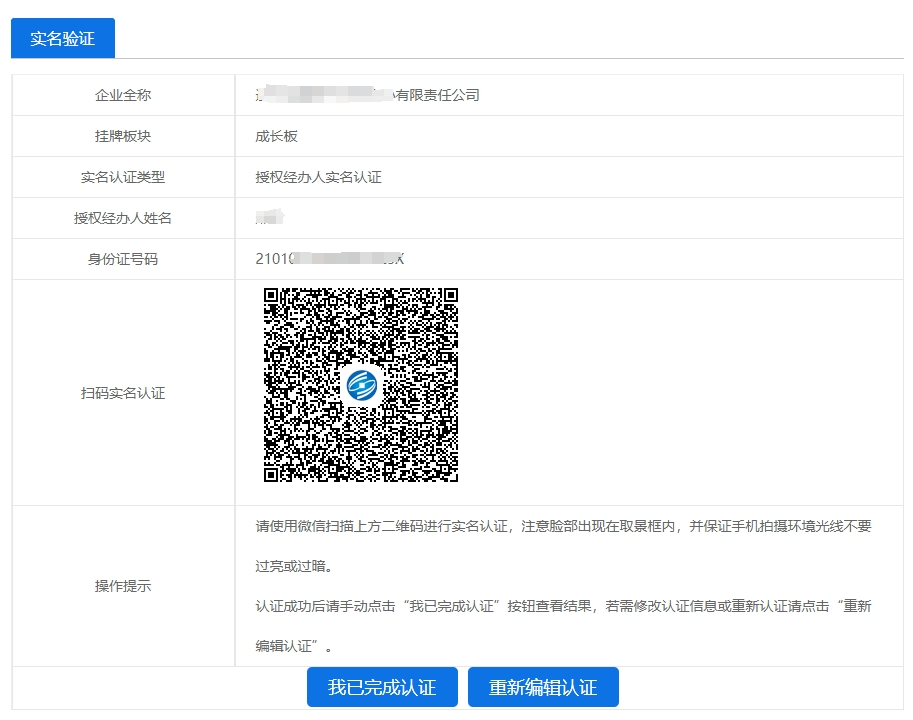 实名验证
企业全称
有限责任公司
挂牌板块
成长板
实名认证类型
授权经办人实名认证
授权经办人姓名
身份证号码
2101
X
扫码实名认证
操作提示
请使用微信扫描上方二维码进行实名认证，注意脸部出现在取景框内，并保证手机拍摄环境光线不要
过亮或过暗。
认证成功后请手动点击“我已完成认证”按钮查看结果，若需修改认证信息或重新认证请点击“重新
编辑认证”。
我已完成认证
重新编辑认证